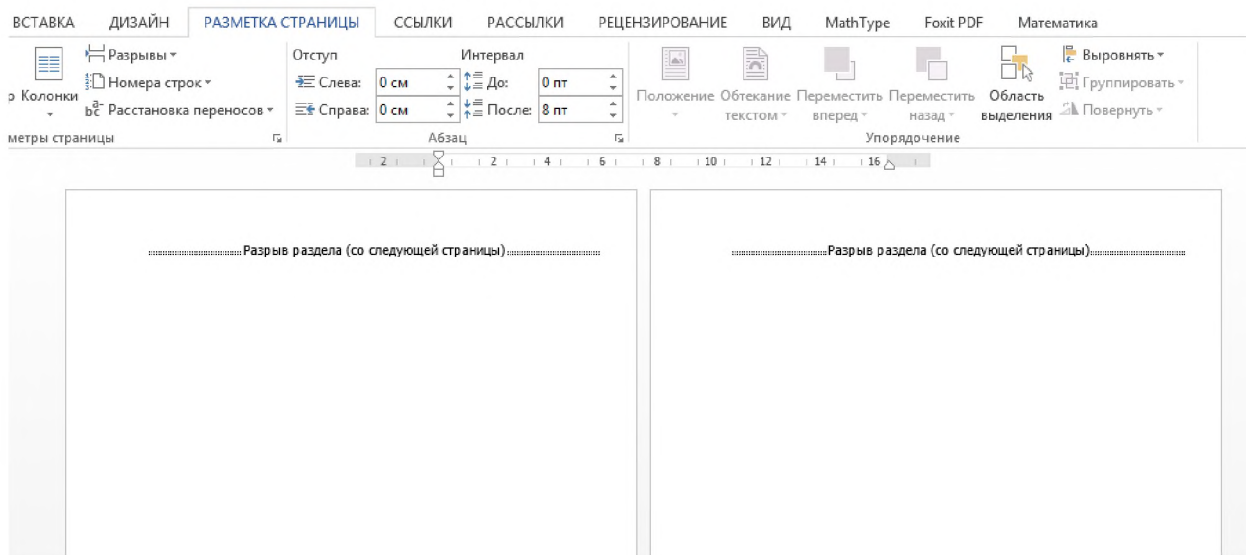 ВСТАВКА ДИЗАЙН РАЗМЕТКА СТРАНИЦЫ ССЫЛКИ РАССЫЛКИ РЕЦЕНЗИРОВАНИЕ ВИД MathType Foxit PDF Математика
Разрывы Отступ Интервал Выровнять
Номера строк Слева: 0 см До: 0 пт Группировать
Колонки Положение Обтекание Переместить Переместить Область
Расстановка переносов Справа: 0 см После: 8 пт Повернуть
текстом вперед назад выделения
метры страницы Абзац Упорядочение
2 2 4 6 8 10 12 14 16
Разрыв раздела (со следующей страницы) Разрыв раздела (со следующей страницы)